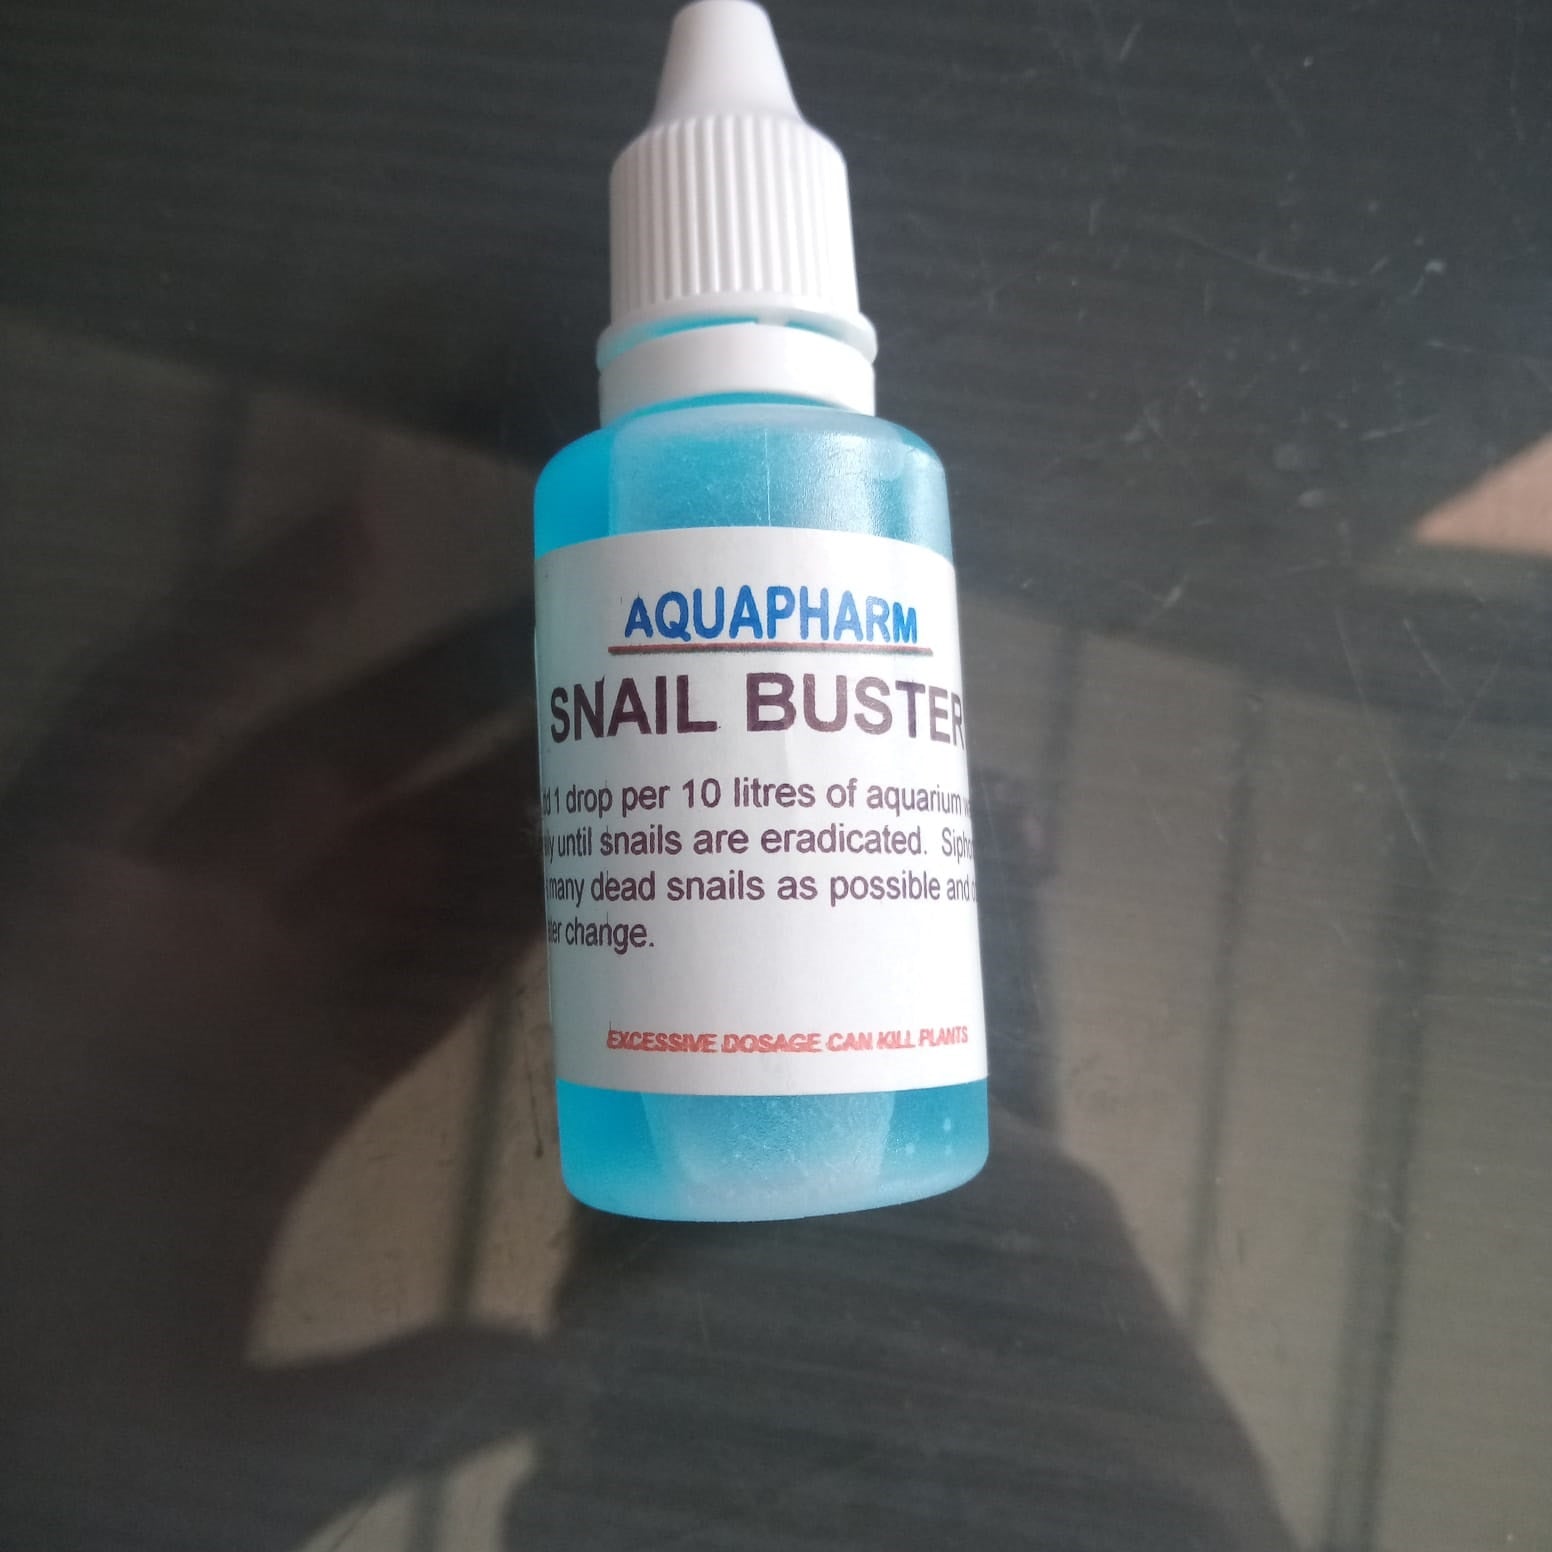 AQUAPHARM
SNAIL BUSTER
1 drop per 10 litres of aquarium
until snails are eradicated.
many dead snails as possible and
change.
EXCESSIVE DOSAGE CAN KILL PLANTS